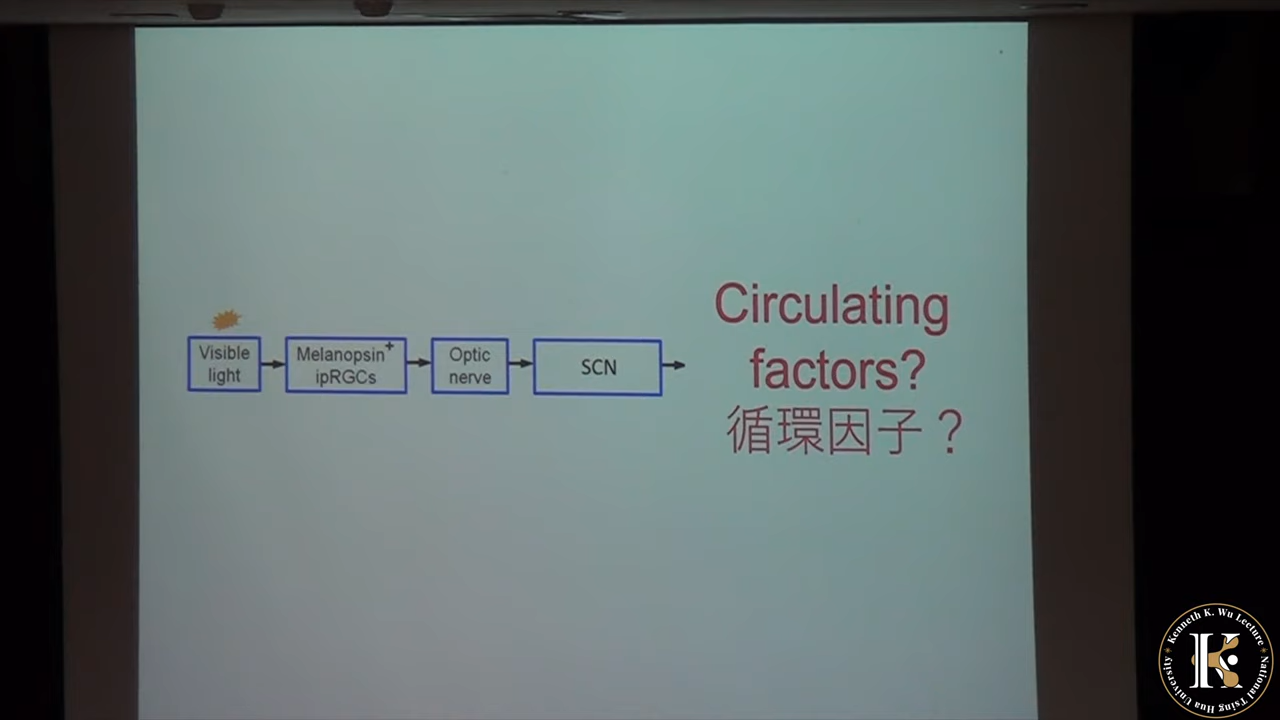 Visible
light
Melanopsin+
ipRGCs
Optic
nerve
SCN
Circulating
factors?
循環因子？
Kenneth K. Wu Lecture
National Tsing Hua University
K